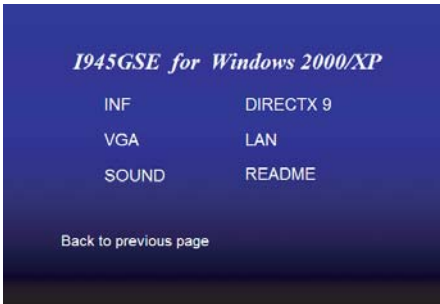 I945GSE for Windows 2000/XP
INF DIRECTX 9
VGA LAN
SOUND README
Back to previous page